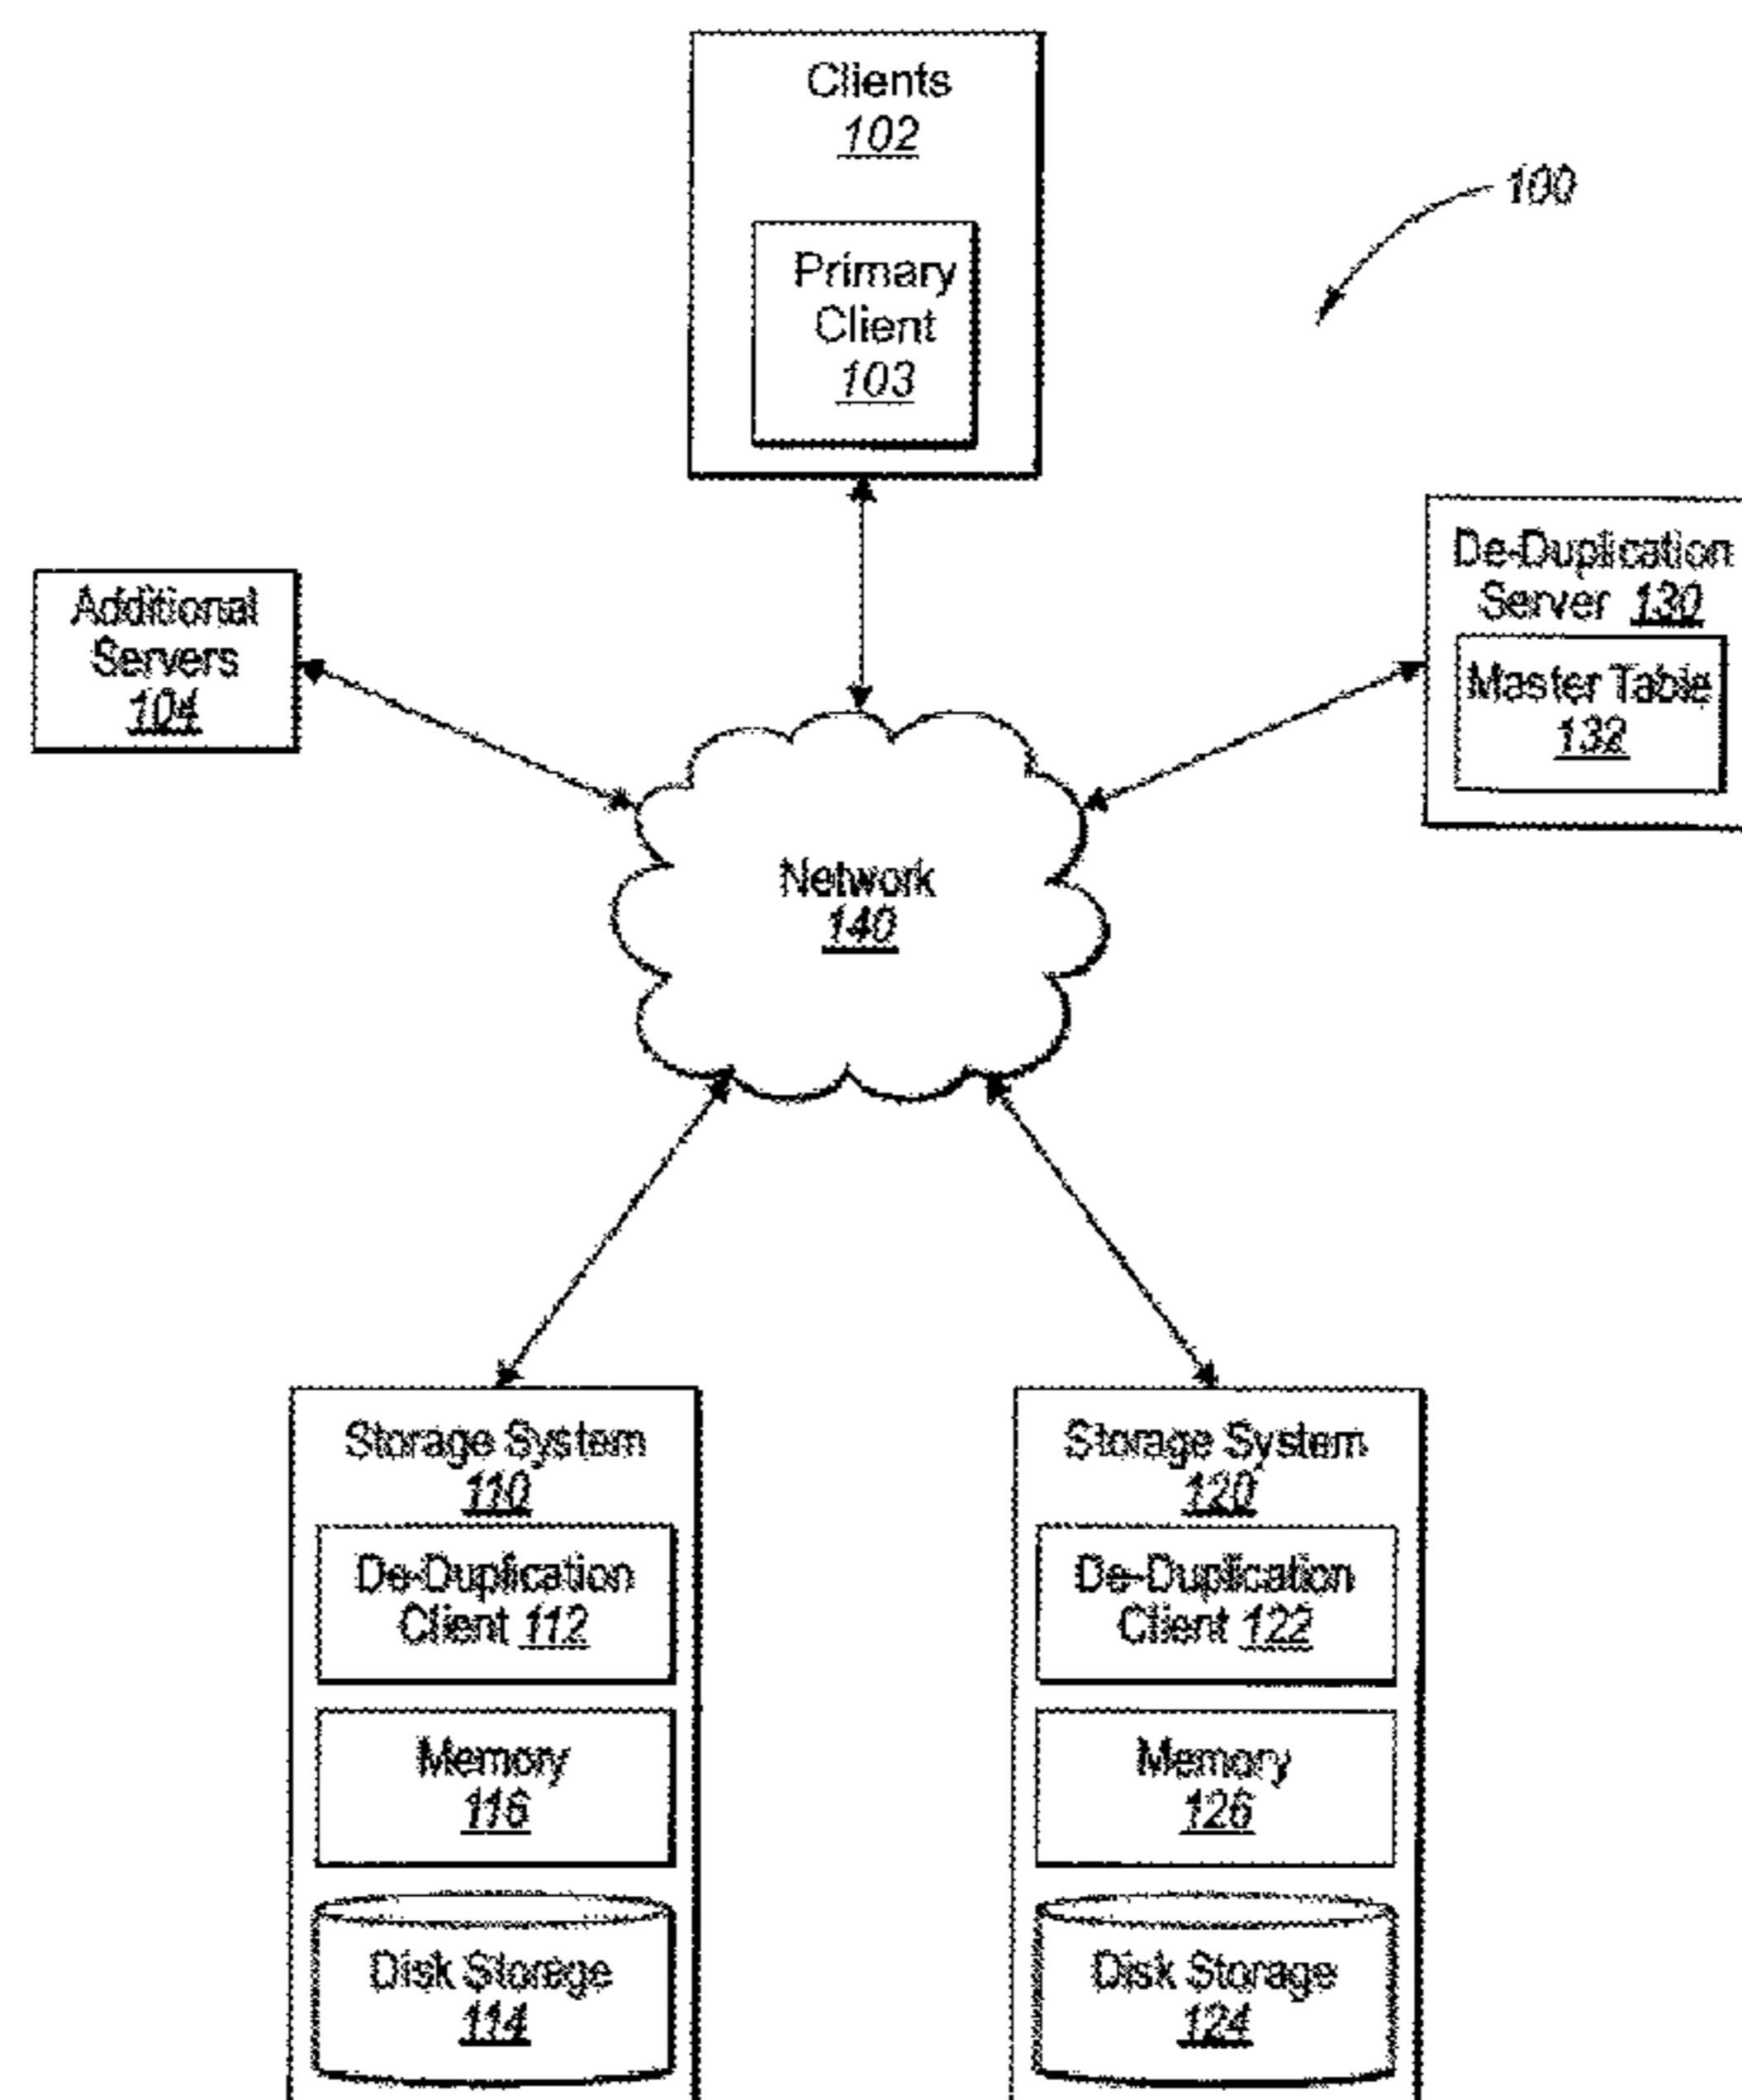 Clients
102
100
Primary
Client
103
De-Duplication
Server 130
Additional
Servers
104
Master Table
132
Network
140
Storage System
110
De-Duplication
Client 112
Memory
116
Disk Storage
114
Storage System
120
De-Duplication
Client 122
Memory
126
Disk Storage
124